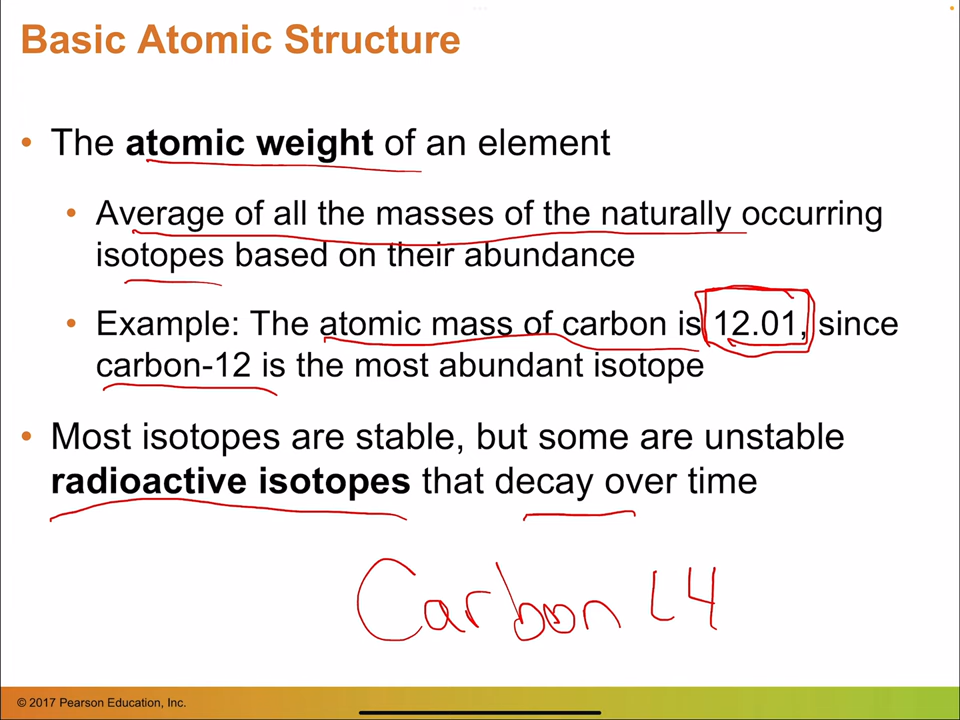 Basic Atomic Structure
• The atomic weight of an element
• Average of all the masses of the naturally occurring
isotopes based on their abundance
• Example: The atomic mass of carbon is 12.01, since
carbon-12 is the most abundant isotope
• Most isotopes are stable, but some are unstable
radioactive isotopes that decay over time
Carbon 14
© 2017 Pearson Education, Inc.